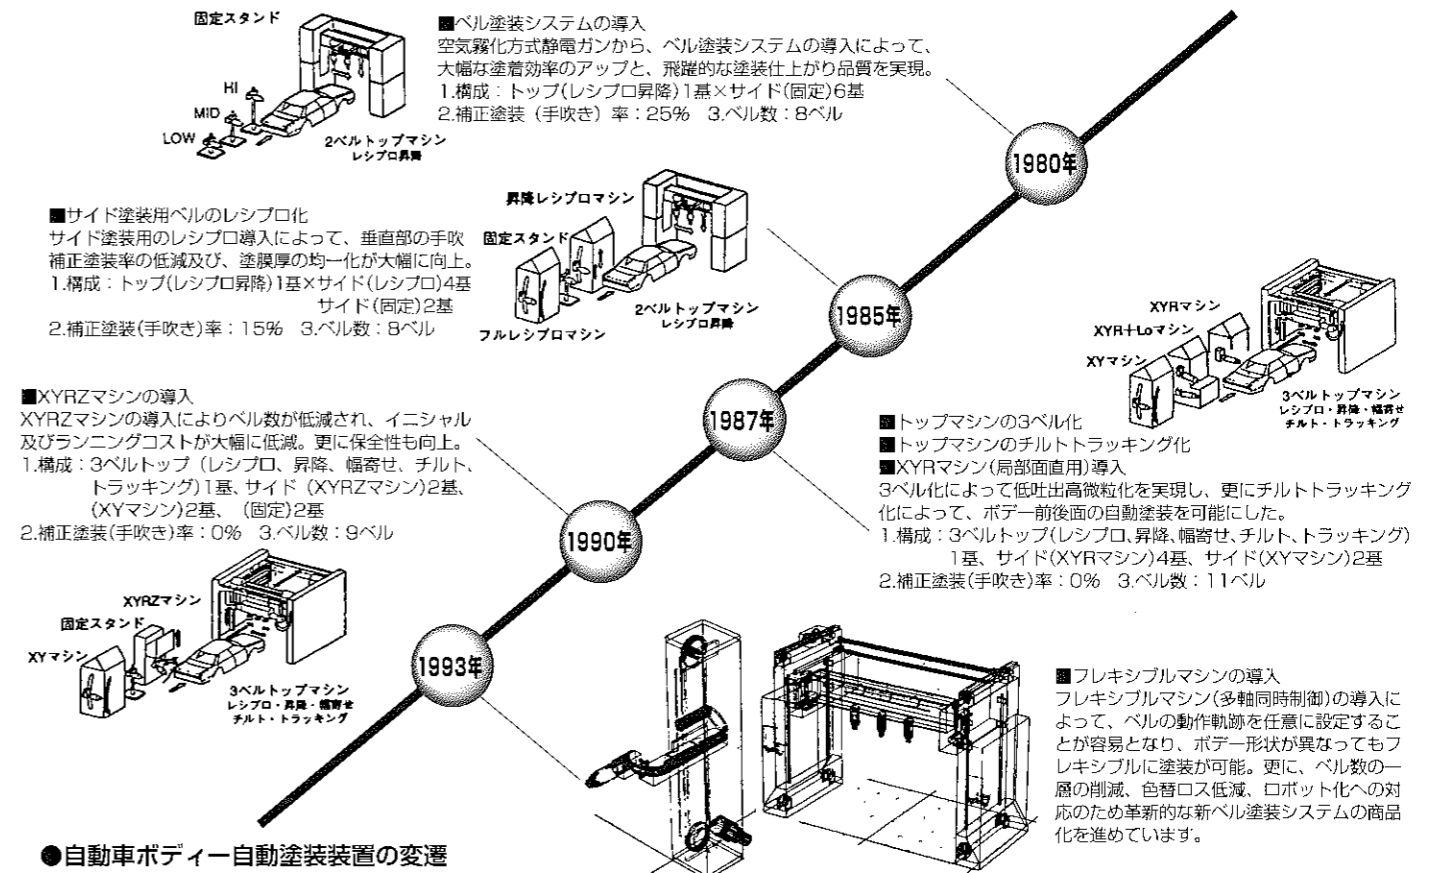 固定スタンド
HI
MID
LOW
2ベルトップマシン
レシプロ昇降
■ベル塗装システムの導入
空気霧化方式静電ガンから、ベル塗装システムの導入によって、
大幅な塗着効率のアップと、飛躍的な塗装仕上がり品質を実現。
1.構成：トップ(レシプロ昇降)1基×サイド(固定)6基
2.補正塗装（手吹き）率：25%　3.ベル数：8ベル
1980年
■サイド塗装用ベルのレシプロ化
サイド塗装用のレシプロ導入によって、垂直部の手吹
補正塗装率の低減及び、塗膜厚の均一化が大幅に向上。
1.構成：トップ(レシプロ昇降)1基×サイド(レシプロ)4基
サイド(固定)2基
2.補正塗装(手吹き)率：15%　3.ベル数：8ベル
昇降レシプロマシン
固定スタンド
フルレシプロマシン
2ベルトップマシン
レシプロ昇降
1985年
XYRマシン
XYR+Loマシン
XYマシン
3ベルトップマシン
レシプロ・昇降・幅寄せ
チルト・トラッキング
1987年
■トップマシンの3ベル化
■トップマシンのチルトトラッキング化
■XYRマシン(局部面直用)導入
3ベル化によって低吐出高微粒化を実現し、更にチルトトラッキング
化によって、ボデー前後面の自動塗装を可能にした。
1.構成：3ベルトップ(レシプロ、昇降、幅寄せ、チルト、トラッキング)
1基、サイド(XYRマシン)4基、サイド(XYマシン)2基
2.補正塗装(手吹き)率：0%　3.ベル数：11ベル
■XYRZマシンの導入
XYRZマシンの導入によりベル数が低減され、イニシャル
及びランニングコストが大幅に低減。更に保全性も向上。
1.構成：3ベルトップ（レシプロ、昇降、幅寄せ、チルト、
トラッキング)1基、サイド（XYRZマシン)2基、
(XYマシン)2基、（固定)2基
2.補正塗装(手吹き)率：0%　3.ベル数：9ベル
1990年
XYRZマシン
固定スタンド
XYマシン
3ベルトップマシン
レシプロ・昇降・幅寄せ
チルト・トラッキング
1993年
■フレキシブルマシンの導入
フレキシブルマシン(多軸同時制御)の導入に
よって、ベルの動作軌跡を任意に設定するこ
とが容易となり、ボデー形状が異なってもフ
レキシブルに塗装が可能。更に、ベル数の一
層の削減、色替ロス低減、ロボット化への対
応のため革新的な新ベル塗装システムの商品
化を進めています。
●自動車ボディー自動塗装装置の変遷